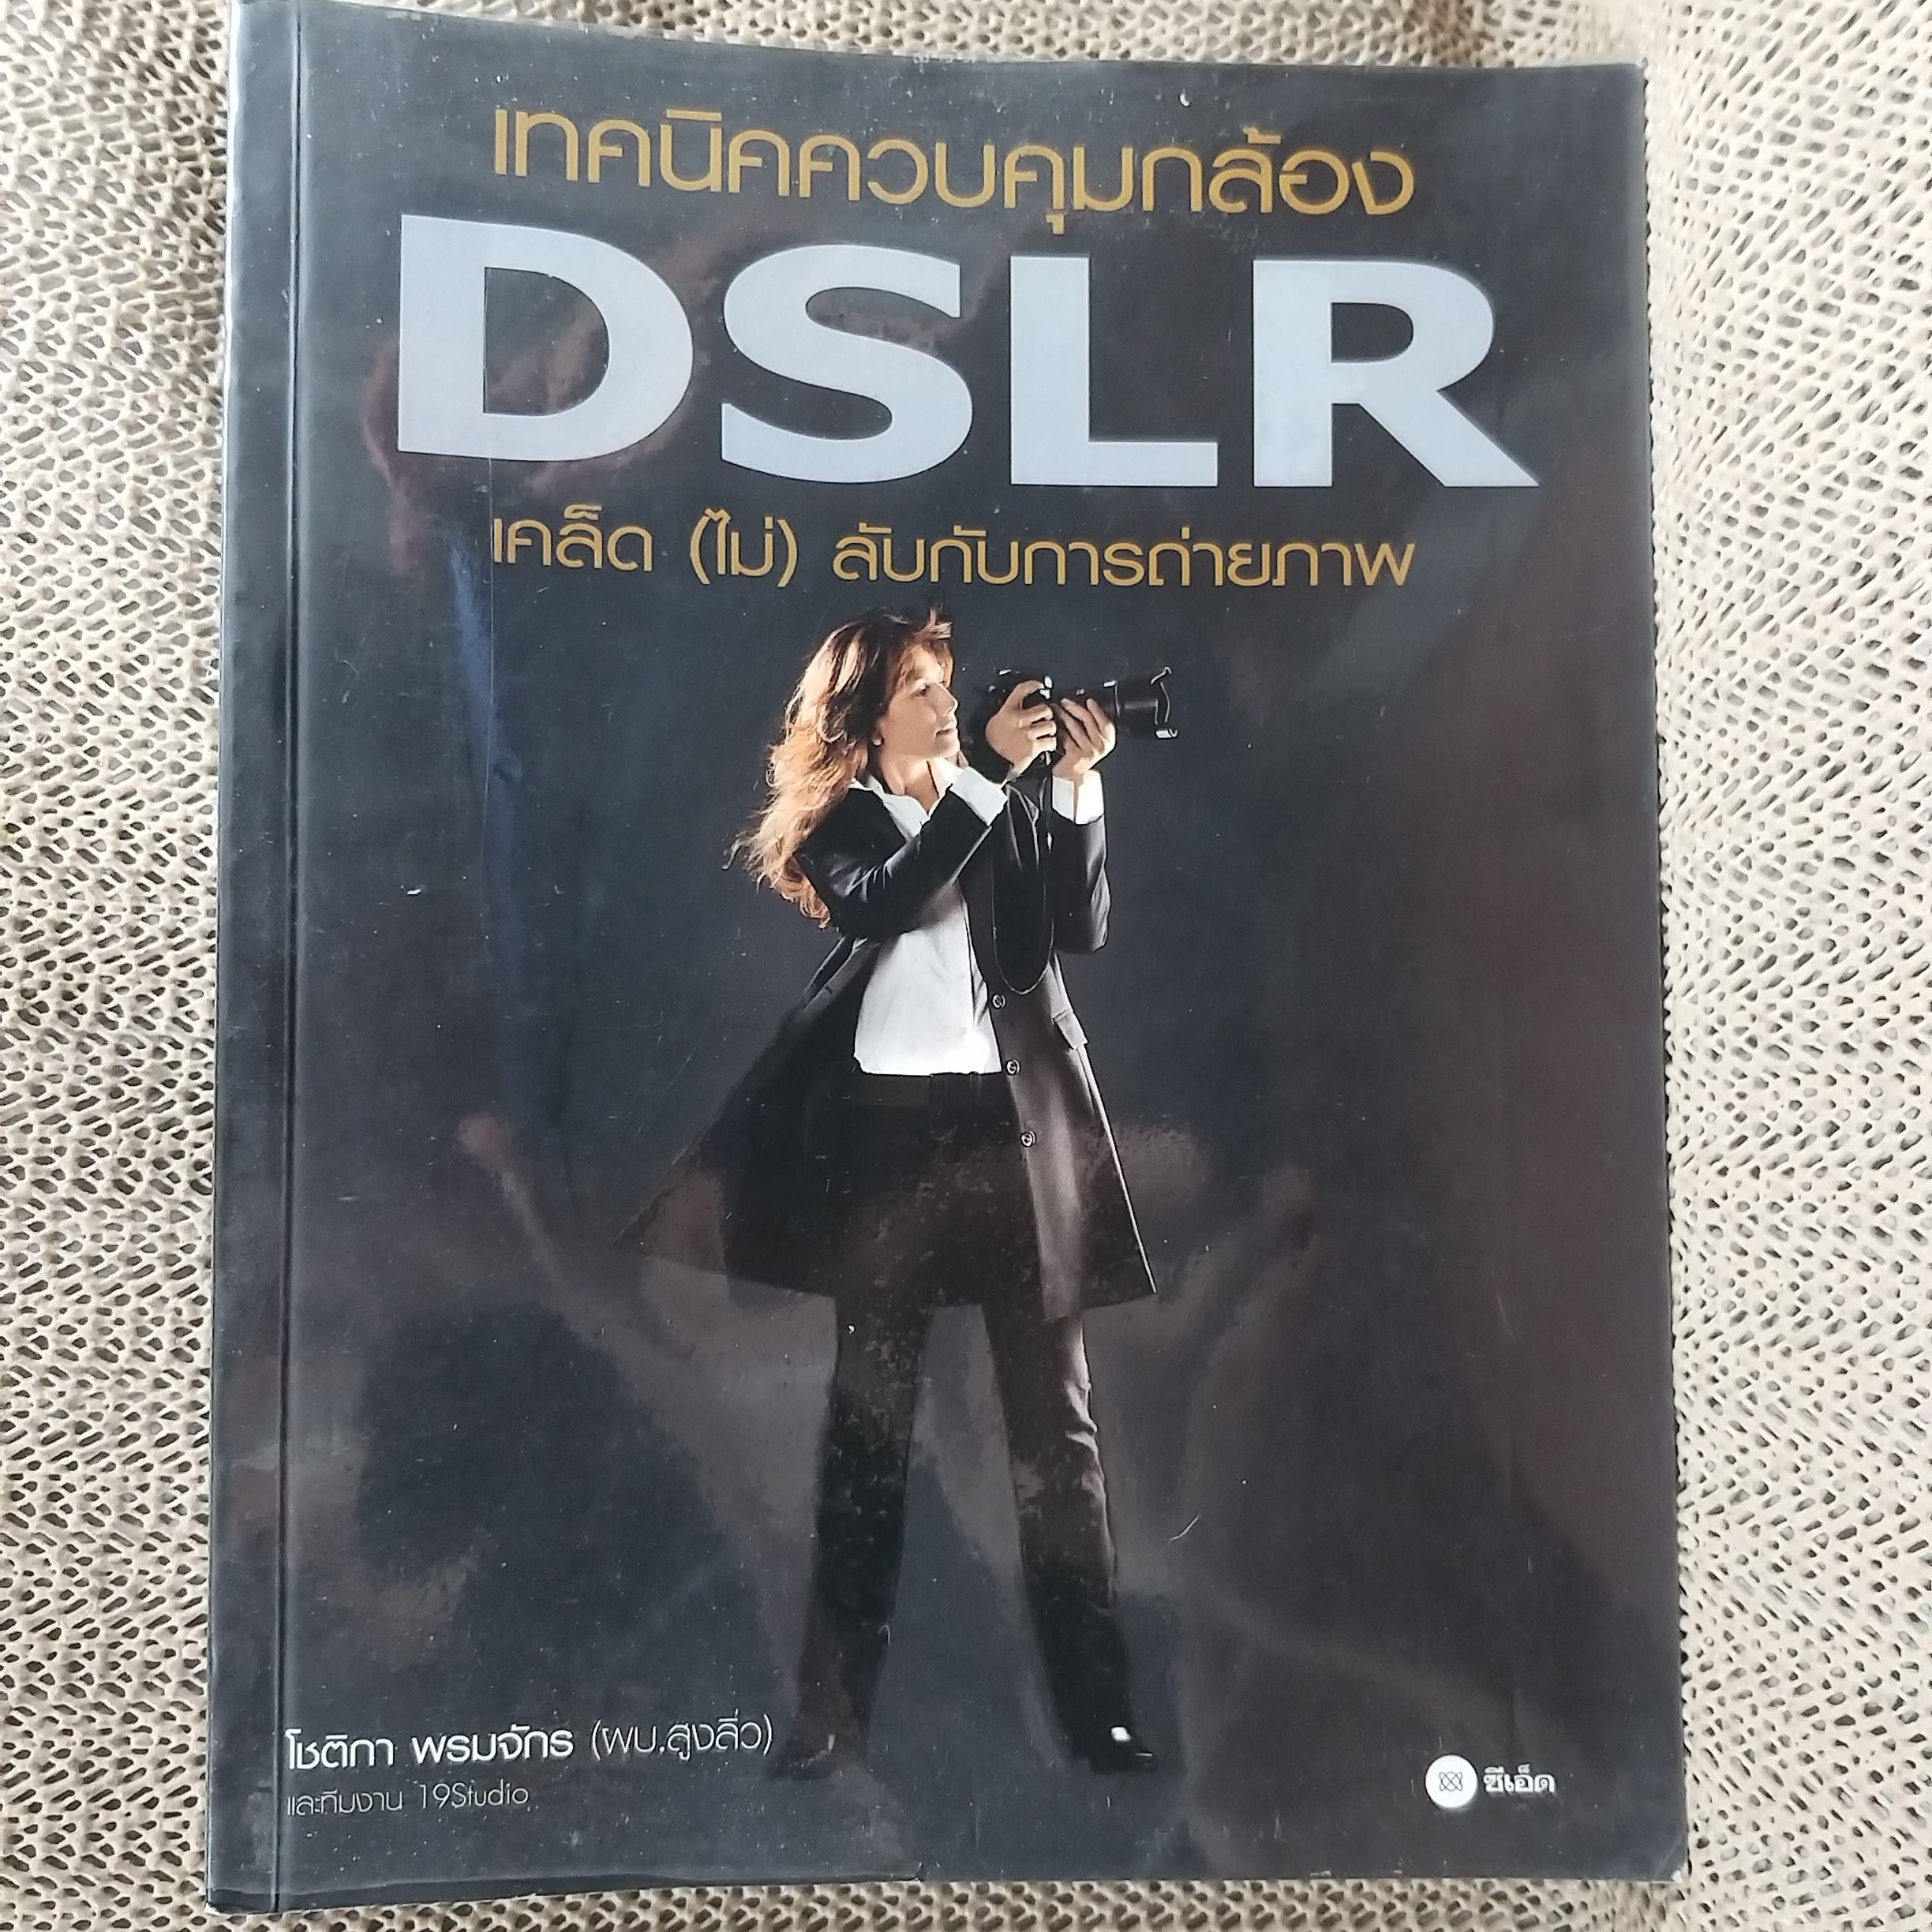 เทคนิคควบคุมกล้อง
DSLR
เคล็ด (ไม่) ลับกับการถ่ายภาพ
โชติกา พรมจักร (ผบ.สูงลิ่ว)
และทีมงาน 19Studio
ซีเอ็ด